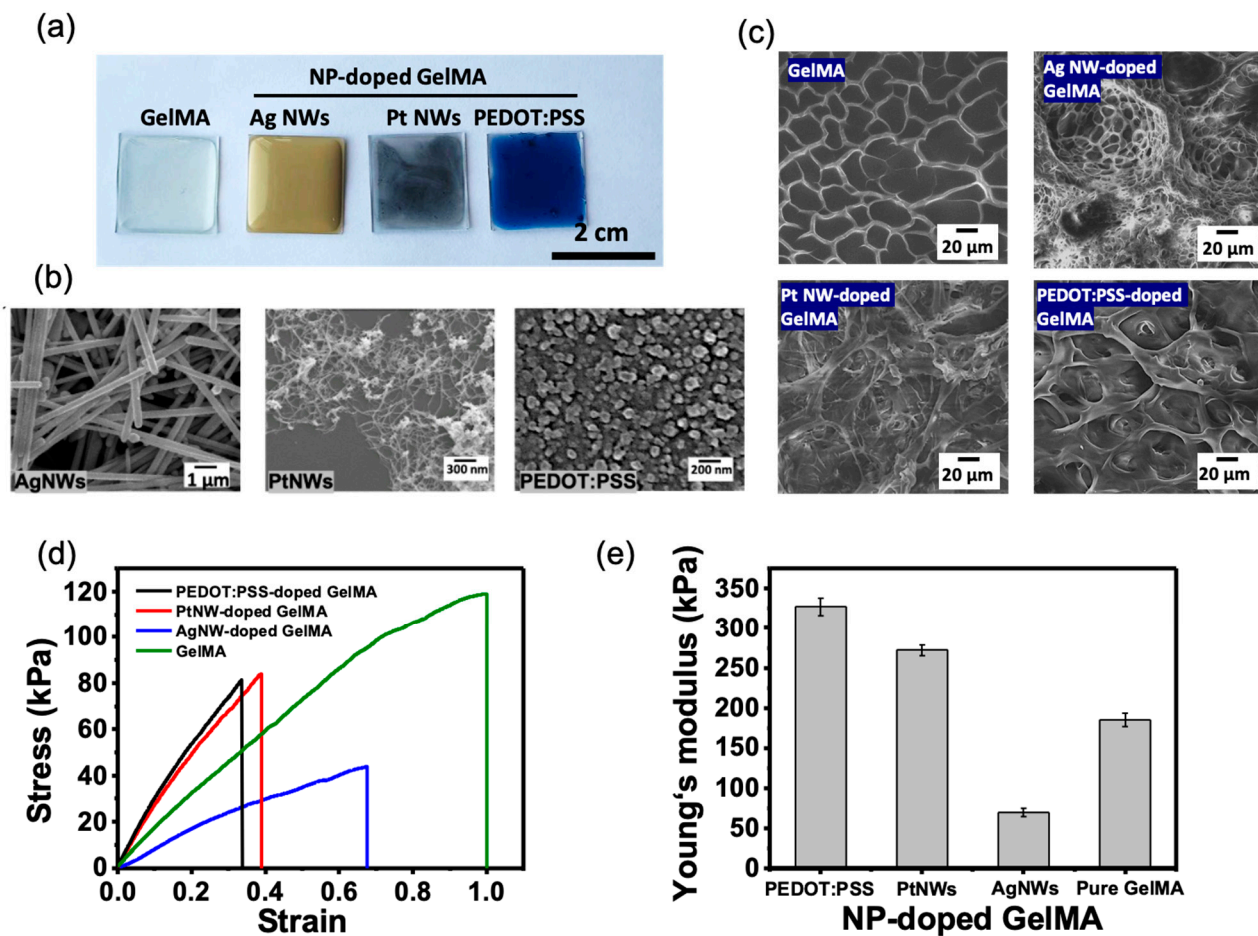 (a)
NP-doped GelMA
GelMA Ag NWs Pt NWs PEDOT:PSS
2 cm
(b)
AgNWs
1 µm
PtNWs
300 nm
PEDOT:PSS
200 nm
(c)
GelMA
20 µm
Ag NW-doped
GelMA
20 µm
Pt NW-doped
GelMA
20 µm
PEDOT:PSS-doped
GelMA
20 µm
(d)
PEDOT:PSS-doped GelMA
PtNW-doped GelMA
AgNW-doped GelMA
GelMA
Stress (kPa)
120
100
80
60
40
20
0
0.0 0.2 0.4 0.6 0.8 1.0
Strain
(e)
Young‘s modulus (kPa)
350
300
250
200
150
100
50
0
PEDOT:PSS PtNWs AgNWs Pure GelMA
NP-doped GelMA